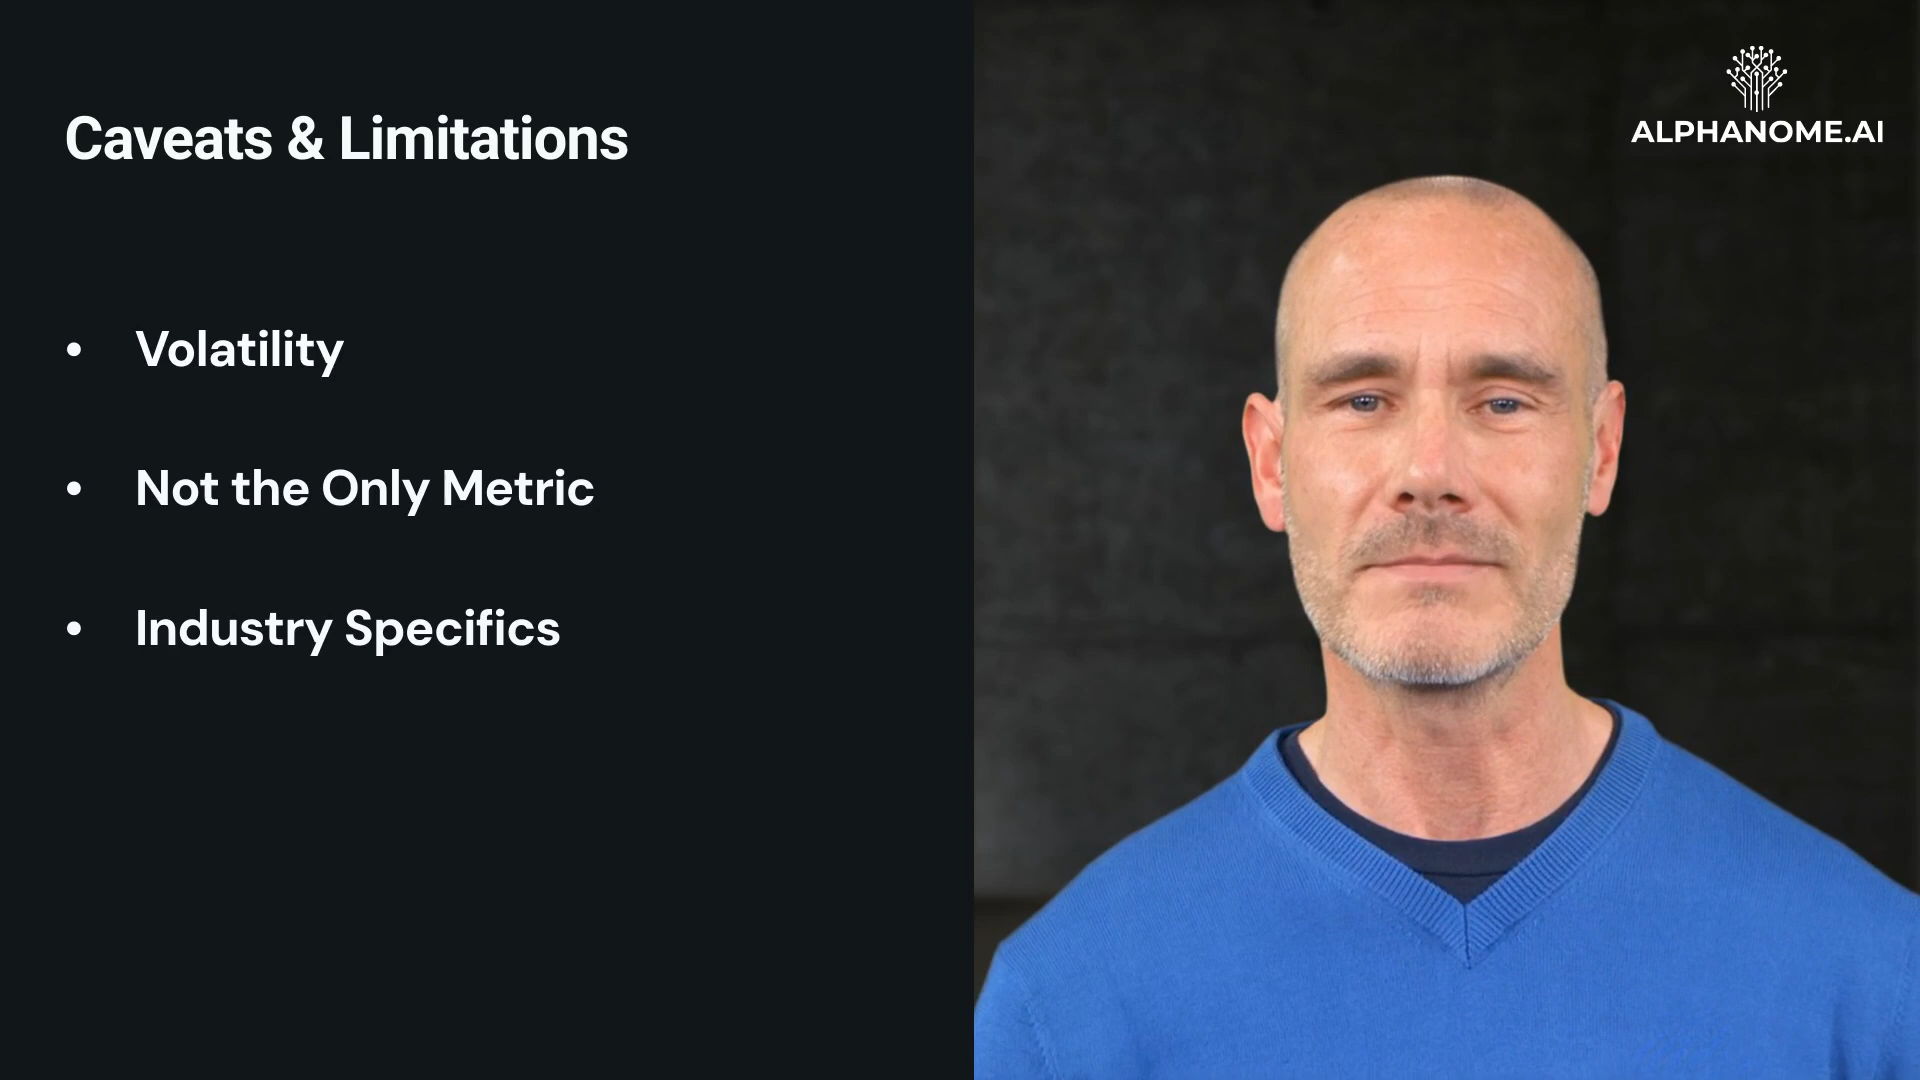 Caveats & Limitations
ALPHANOME.AI
• Volatility
• Not the Only Metric
• Industry Specifics